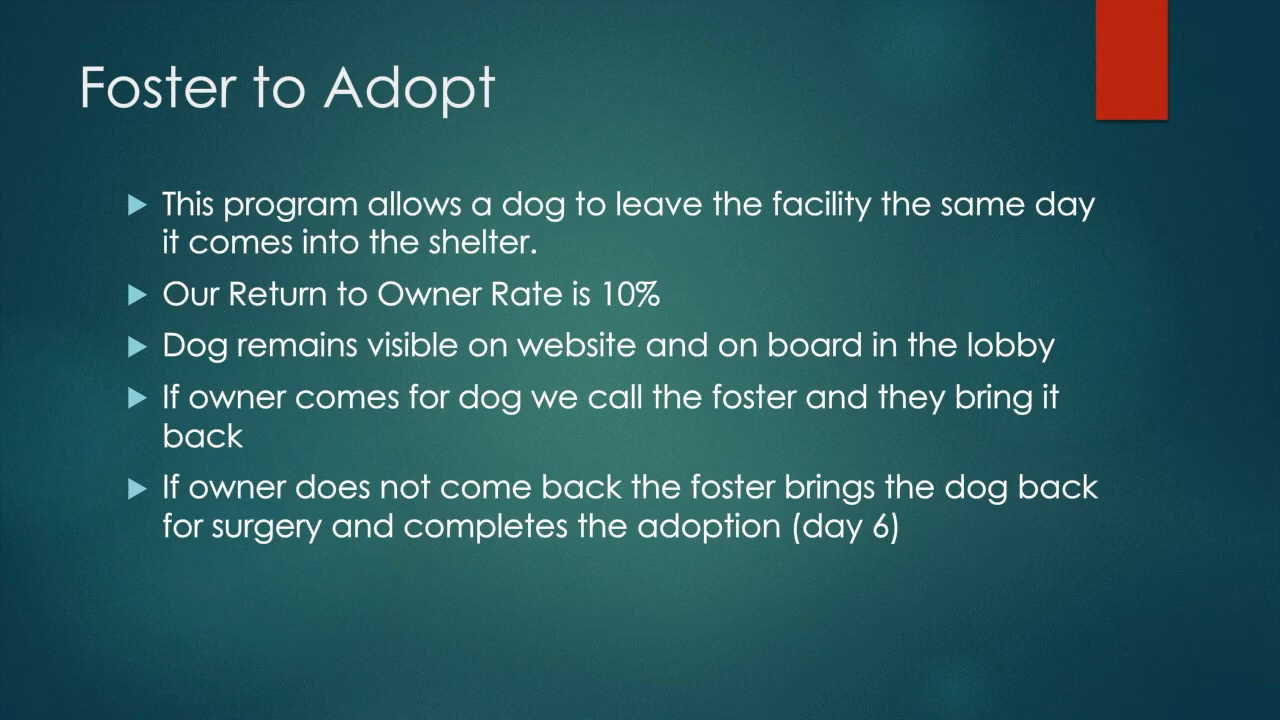 Foster to Adopt
This program allows a dog to leave the facility the same day
it comes into the shelter.
Our Return to Owner Rate is 10%
Dog remains visible on website and on board in the lobby
If owner comes for dog we call the foster and they bring it
back
If owner does not come back the foster brings the dog back
for surgery and completes the adoption (day 6)